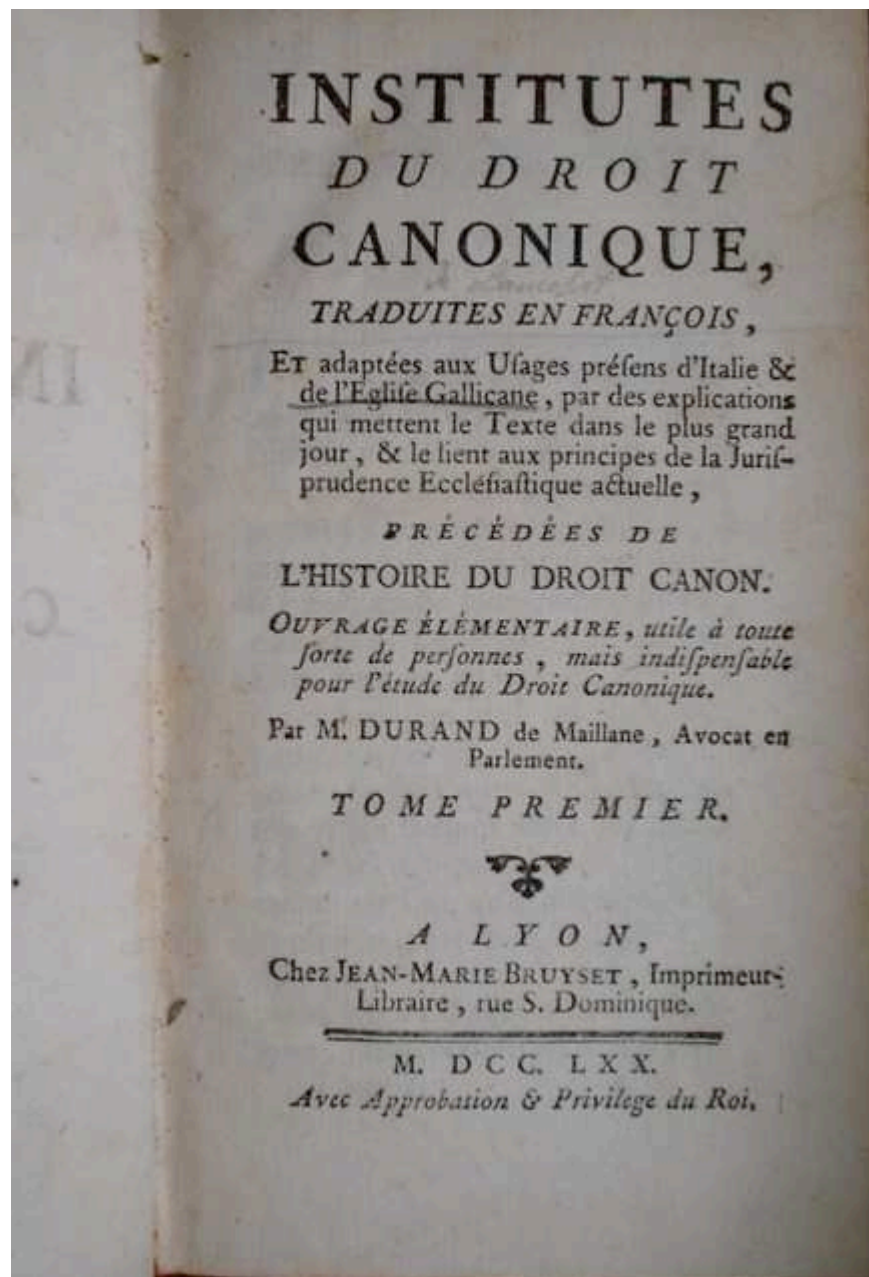 INSTITUTES
DU DROIT
CANONIQUE,
TRADUITES EN FRANÇOIS,
ET adaptées aux Uſages préſens d'Italie &
de l'Egliſe Gallicane, par des explications
qui mettent le Texte dans le plus grand
jour, & le lient aux principes de la Juriſ-
prudence Eccléſiaſtique actuelle,
PRÉCÉDÉES DE
L'HISTOIRE DU DROIT CANON.
OUVRAGE ÉLÉMENTAIRE, utile à toute
ſorte de perſonnes, mais indiſpenſable
pour l'étude du Droit Canonique.
Par Mr. DURAND de Maillane, Avocat en
Parlement.
TOME PREMIER.
A LYON,
Chez JEAN-MARIE BRUYSET, Imprimeur-
Libraire, rue S. Dominique.
M. DCC. LXX.
Avec Approbation & Privilege du Roi.